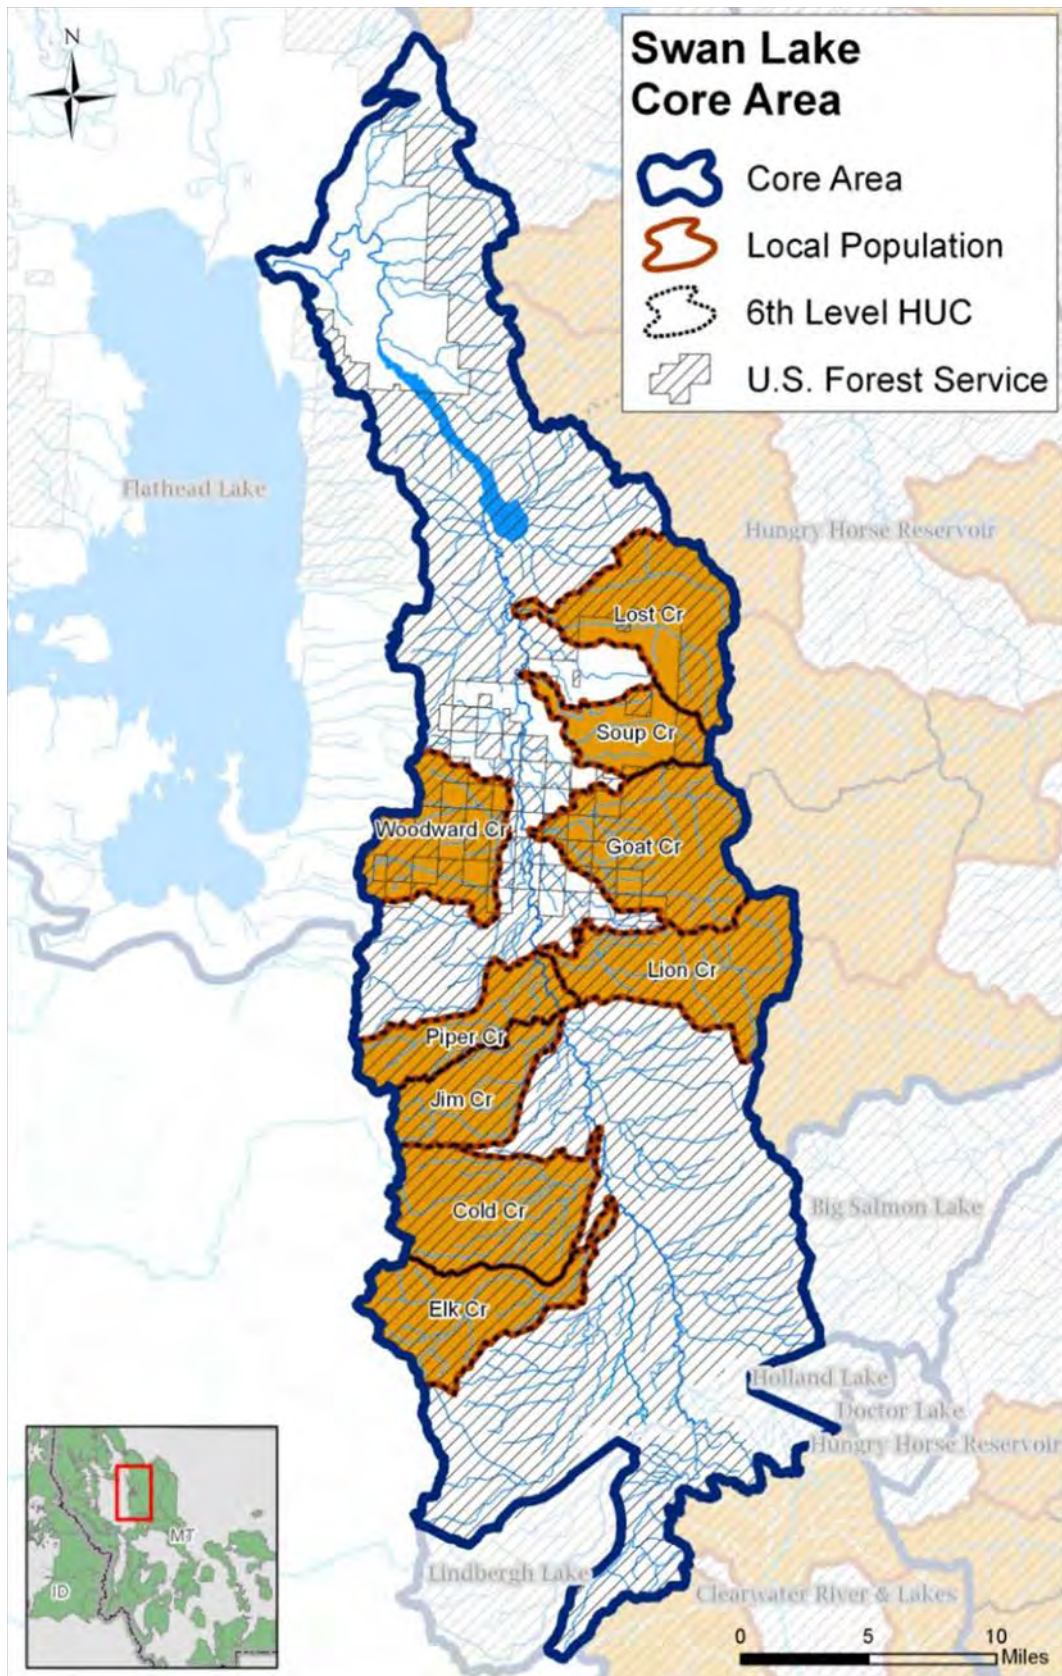 N
Swan Lake
Core Area
Core Area
Local Population
6th Level HUC
U.S. Forest Service
Flathead Lake
Hungry Horse Reservoir
Lost Cr
Soup Cr
Woodward Cr
Goat Cr
Lion Cr
Piper Cr
Jim Cr
Cold Cr
Big Salmon Lake
Elk Cr
Holland Lake
Doctor Lake
Hungry Horse Reservoir
MT
ID
Lindbergh Lake
Clearwater River & Lakes
0 5 10
Miles